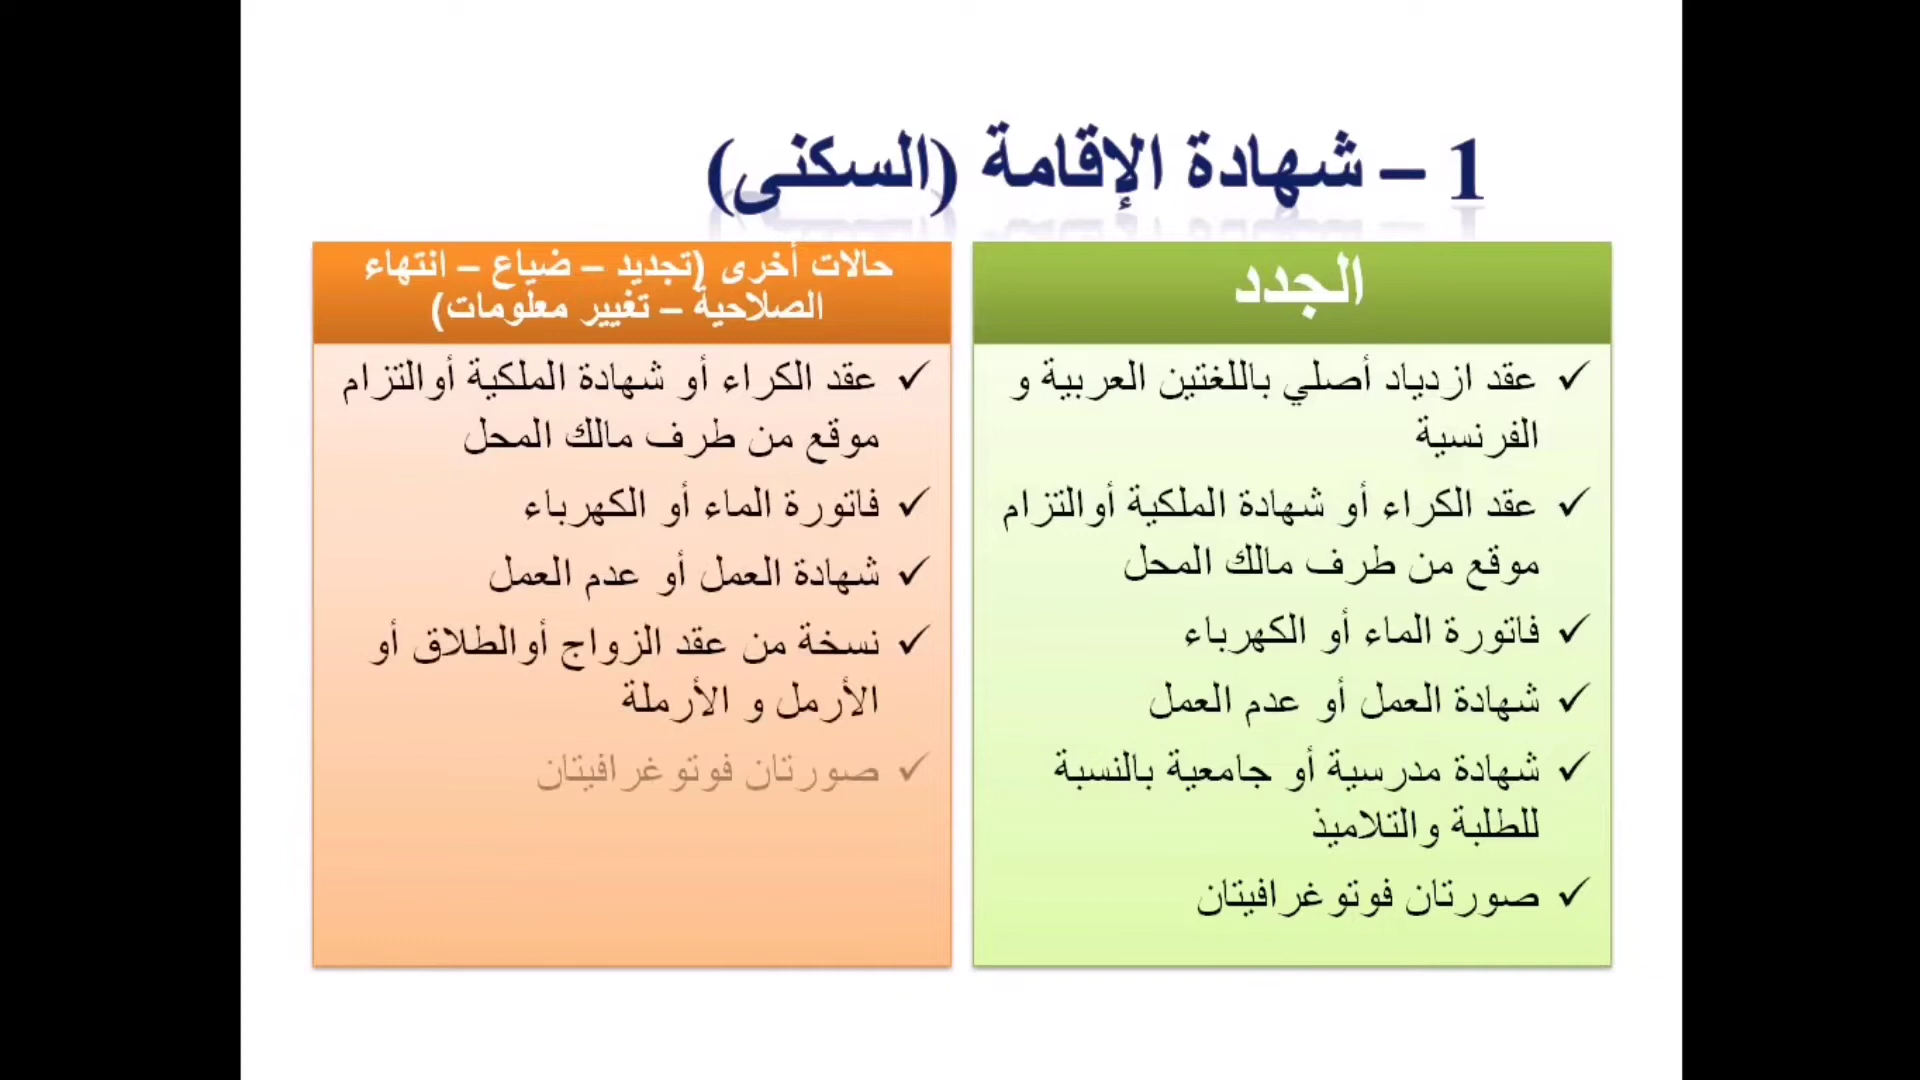 1 – شهادة الإقامة (السكنى)
الجدد
✓ عقد ازدياد أصلي باللغتين العربية و
الفرنسية
✓ عقد الكراء أو شهادة الملكية أوالتزام
موقع من طرف مالك المحل
✓ فاتورة الماء أو الكهرباء
✓ شهادة العمل أو عدم العمل
✓ شهادة مدرسية أو جامعية بالنسبة
للطلبة والتلاميذ
✓ صورتان فوتوغرافيتان
حالات أخرى (تجديد – ضياع – انتهاء
الصلاحية – تغيير معلومات)
✓ عقد الكراء أو شهادة الملكية أوالتزام
موقع من طرف مالك المحل
✓ فاتورة الماء أو الكهرباء
✓ شهادة العمل أو عدم العمل
✓ نسخة من عقد الزواج أوالطلاق أو
الأرمل و الأرملة
✓ صورتان فوتوغرافيتان